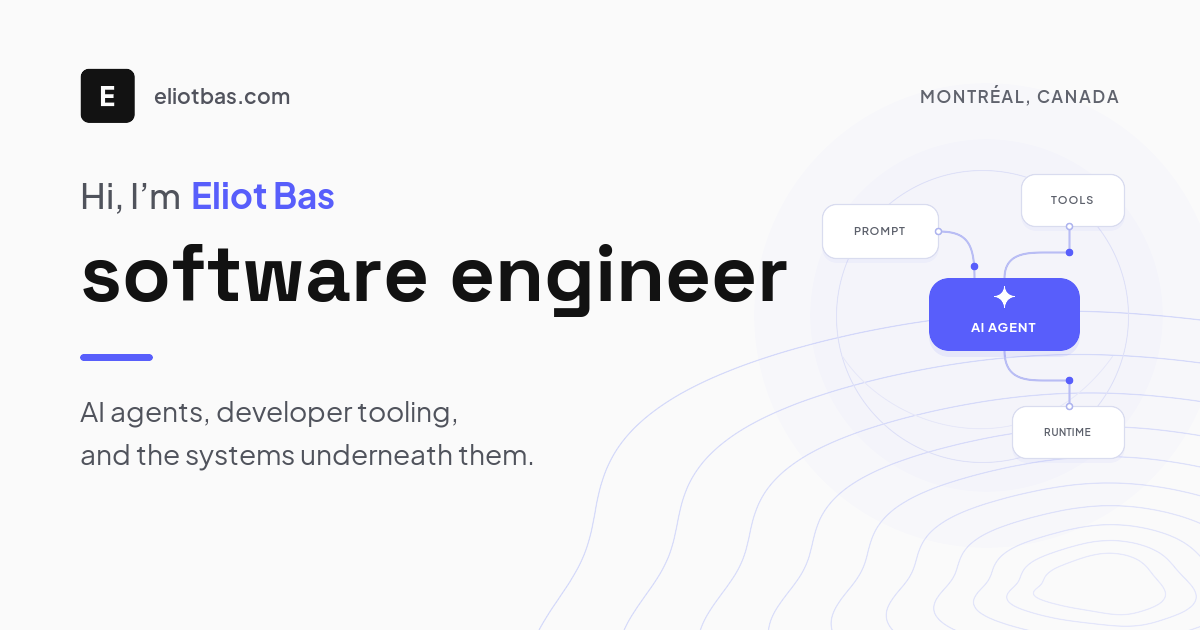 E
eliotbas.com
MONTRÉAL, CANADA
Hi, I’m Eliot Bas
software engineer
AI agents, developer tooling,
and the systems underneath them.
PROMPT
TOOLS
AI AGENT
RUNTIME